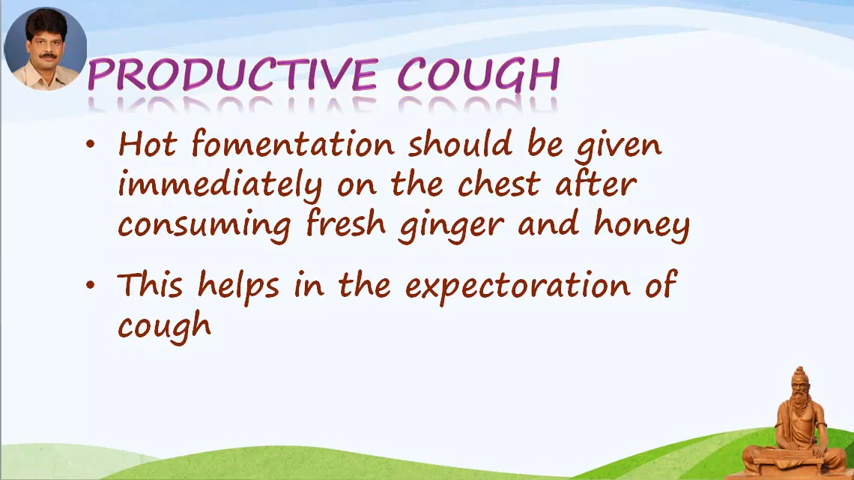 PRODUCTIVE COUGH
• Hot fomentation should be given
immediately on the chest after
consuming fresh ginger and honey
• This helps in the expectoration of
cough